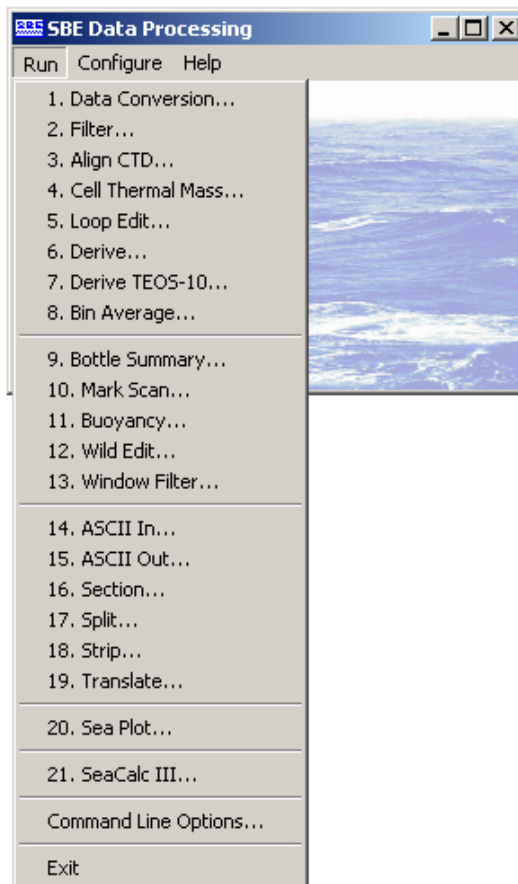 SBE SBE Data Processing
Run Configure Help
1. Data Conversion...
2. Filter...
3. Align CTD...
4. Cell Thermal Mass...
5. Loop Edit...
6. Derive...
7. Derive TEOS-10...
8. Bin Average...
9. Bottle Summary...
10. Mark Scan...
11. Buoyancy...
12. Wild Edit...
13. Window Filter...
14. ASCII In...
15. ASCII Out...
16. Section...
17. Split...
18. Strip...
19. Translate...
20. Sea Plot...
21. SeaCalc III...
Command Line Options...
Exit